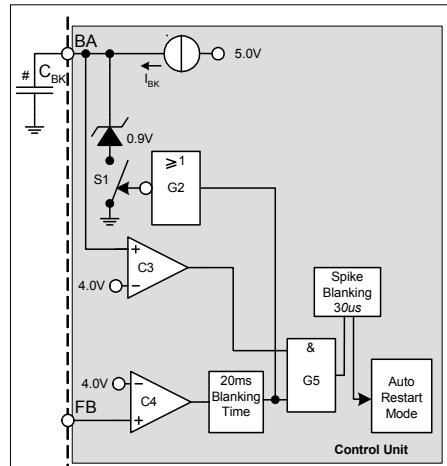 BA
#
C_BK
I_BK
5.0V
0.9V
S1
≥1
G2
C3
4.0V
Spike
Blanking
30us
&
G5
4.0V
C4
20ms
Blanking
Time
Auto
Restart
Mode
FB
Control Unit
+
-
-
+